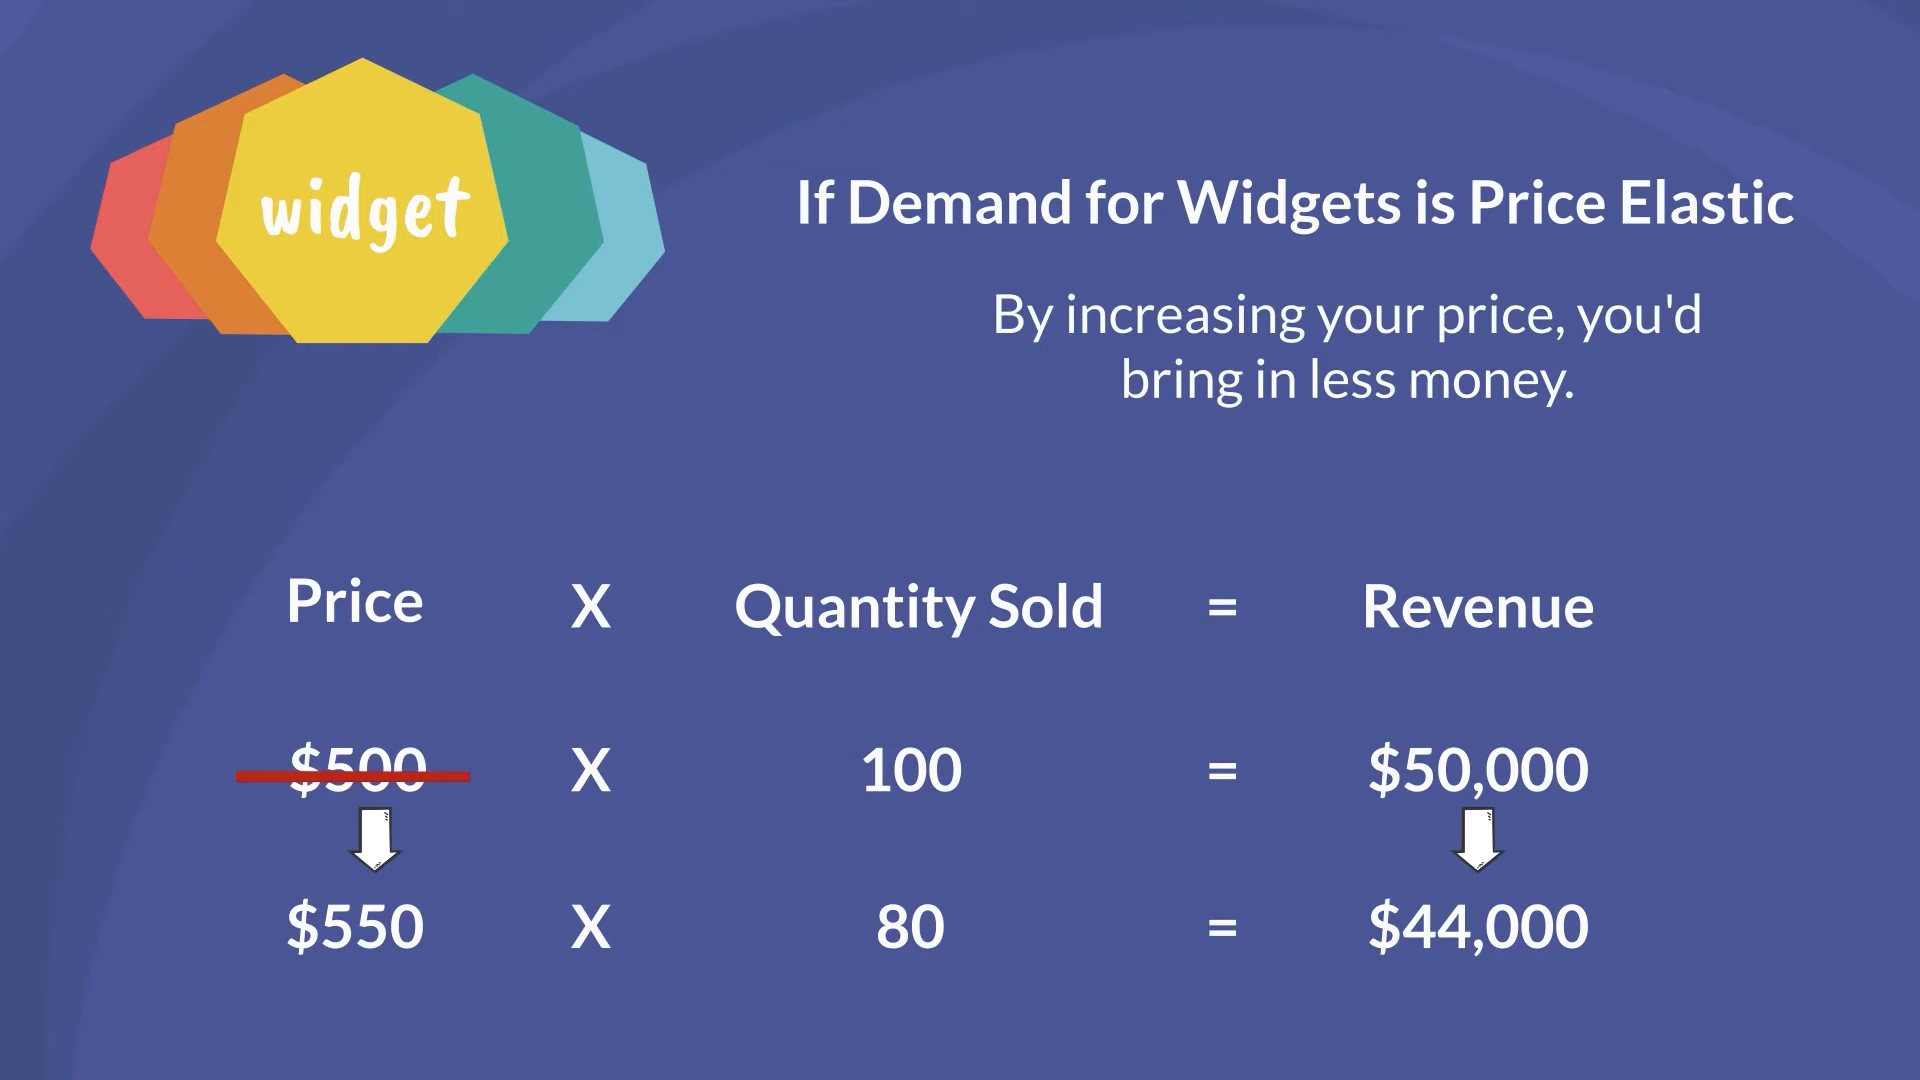 widget
If Demand for Widgets is Price Elastic
By increasing your price, you'd
bring in less money.
Price X Quantity Sold = Revenue
$500 X 100 = $50,000
$550 X 80 = $44,000